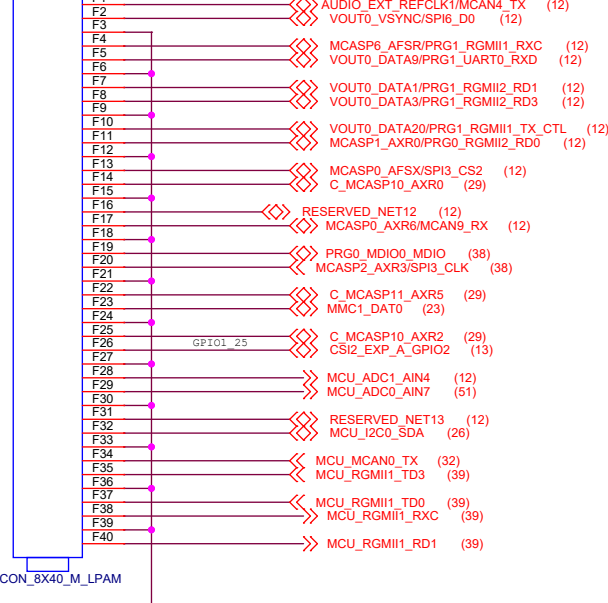 AUDIO_EXT_REFCLK1/MCAN4_TX (12)
F2 VOUT0_VSYNC/SPI6_D0 (12)
F3
F4 MCASP6_AFSR/PRG1_RGMII1_RXC (12)
F5 VOUT0_DATA9/PRG1_UART0_RXD (12)
F6
F7 VOUT0_DATA1/PRG1_RGMII2_RD1 (12)
F8 VOUT0_DATA3/PRG1_RGMII2_RD3 (12)
F9
F10 VOUT0_DATA20/PRG1_RGMII1_TX_CTL (12)
F11 MCASP1_AXR0/PRG0_RGMII2_RD0 (12)
F12
F13 MCASP0_AFSX/SPI3_CS2 (12)
F14 C_MCASP10_AXR0 (29)
F15
F16 RESERVED_NET12 (12)
F17 MCASP0_AXR6/MCAN9_RX (12)
F18
F19 PRG0_MDIO0_MDIO (38)
F20 MCASP2_AXR3/SPI3_CLK (38)
F21
F22 C_MCASP11_AXR5 (29)
F23 MMC1_DAT0 (23)
F24
F25 C_MCASP10_AXR2 (29)
F26 GPIO1_25 CSI2_EXP_A_GPIO2 (13)
F27
F28 MCU_ADC1_AIN4 (12)
F29 MCU_ADC0_AIN7 (51)
F30
F31 RESERVED_NET13 (12)
F32 MCU_I2C0_SDA (26)
F33
F34 MCU_MCAN0_TX (32)
F35 MCU_RGMII1_TD3 (39)
F36
F37 MCU_RGMII1_TD0 (39)
F38 MCU_RGMII1_RXC (39)
F39
F40 MCU_RGMII1_RD1 (39)
CON_8X40_M_LPAM